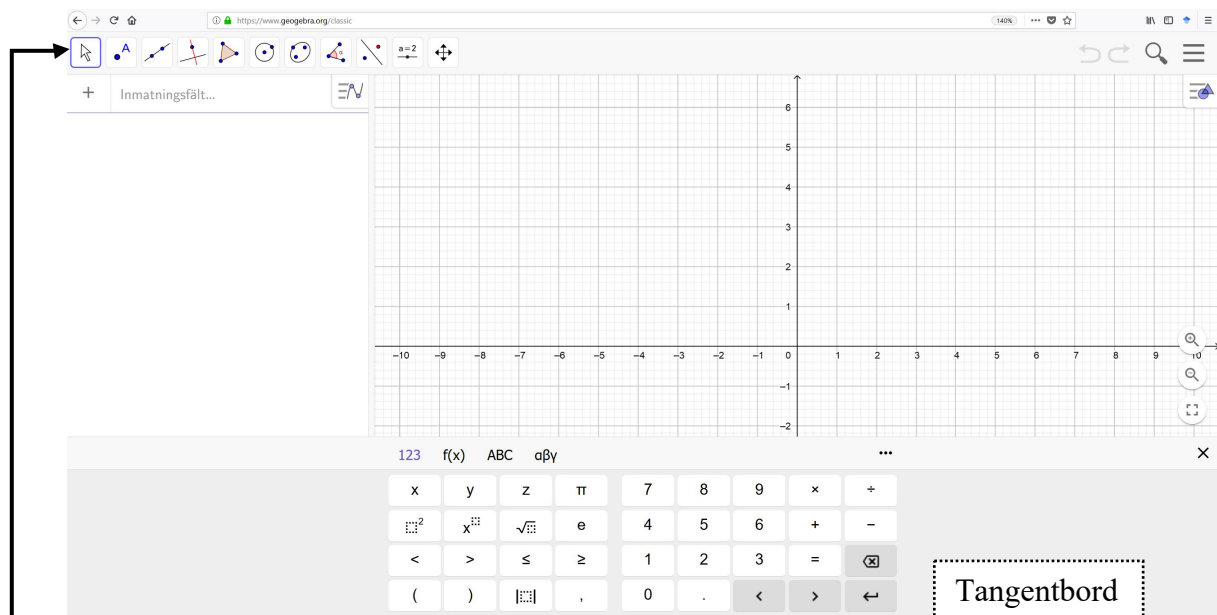 https://www.geogebra.org/classic 140%
A α a=2
+ Inmatningsfält...
6
5
4
3
2
1
–10 –9 –8 –7 –6 –5 –4 –3 –2 –1 0 1 2 3 4 5 6 7 8 9 10
–1
–2
123 f(x) ABC αβγ
x y z π 7 8 9 × ÷
2 x √ e 4 5 6 + −
< > ≤ ≥ 1 2 3 =
( ) | | , 0 . < >
Tangentbord